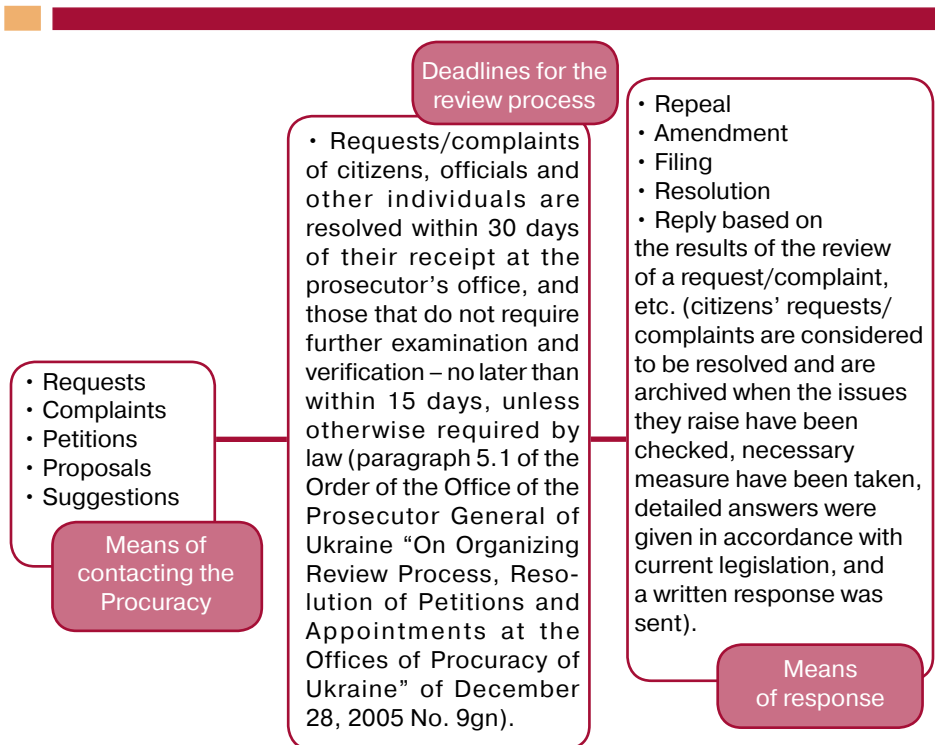 · Requests
· Complaints
· Petitions
· Proposals
· Suggestions
Means of
contacting the
Procuracy
Deadlines for the
review process
· Requests/complaints
of citizens, officials and
other individuals are
resolved within 30 days
of their receipt at the
prosecutor's office, and
those that do not require
further examination and
verification – no later than
within 15 days, unless
otherwise required by
law (paragraph 5.1 of the
Order of the Office of the
Prosecutor General of
Ukraine “On Organizing
Review Process, Reso-
lution of Petitions and
Appointments at the
Offices of Procuracy of
Ukraine” of December
28, 2005 No. 9gn).
· Repeal
· Amendment
· Filing
· Resolution
· Reply based on
the results of the review
of a request/complaint,
etc. (citizens’ requests/
complaints are considered
to be resolved and are
archived when the issues
they raise have been
checked, necessary
measure have been taken,
detailed answers were
given in accordance with
current legislation, and
a written response was
sent).
Means
of response